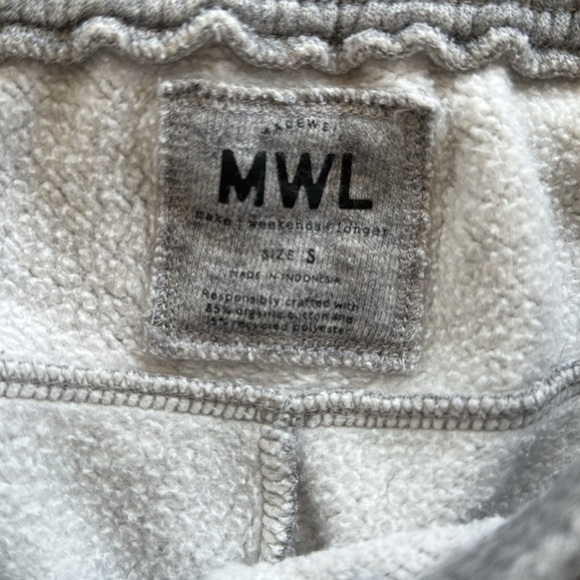 MWL
make | weekends | longer
SIZE S
MADE IN INDONESIA
Responsibly crafted with
85% organic cotton and
15% recycled polyester